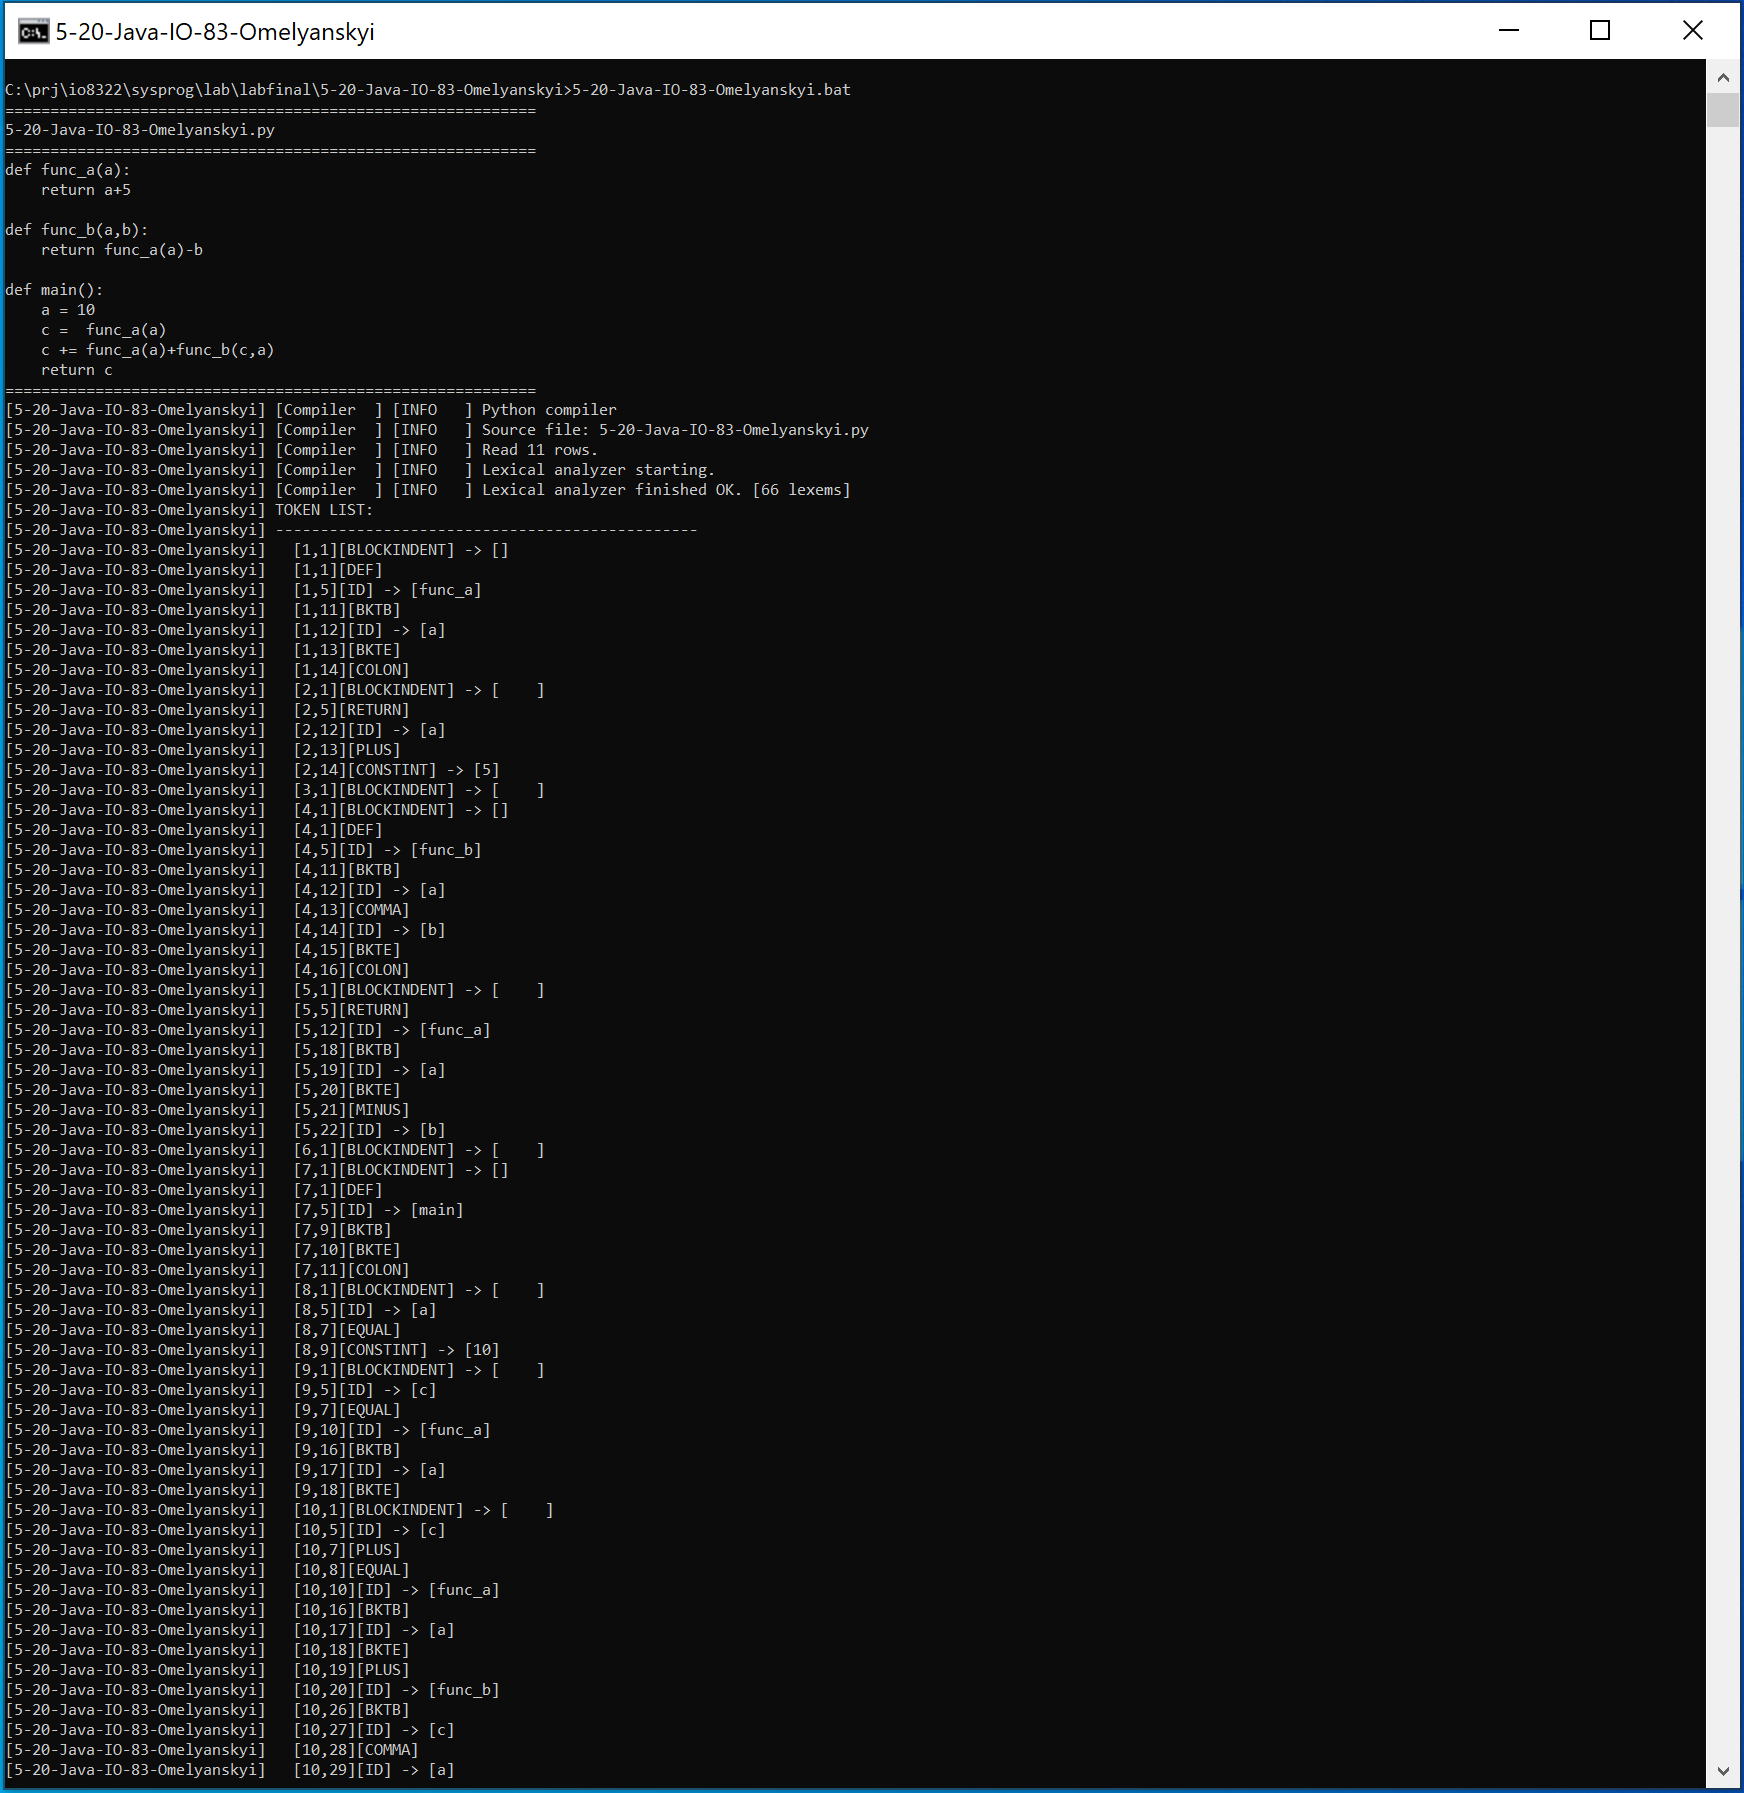 5-20-Java-IO-83-Omelyanskyi
C:\prj\io8322\sysprog\lab\labfinal\5-20-Java-IO-83-Omelyanskyi>5-20-Java-IO-83-Omelyanskyi.bat
===========================================================
5-20-Java-IO-83-Omelyanskyi.py
===========================================================
def func_a(a):
    return a+5

def func_b(a,b):
    return func_a(a)-b

def main():
    a = 10
    c =  func_a(a)
    c += func_a(a)+func_b(c,a)
    return c
===========================================================
[5-20-Java-IO-83-Omelyanskyi] [Compiler  ] [INFO   ] Python compiler
[5-20-Java-IO-83-Omelyanskyi] [Compiler  ] [INFO   ] Source file: 5-20-Java-IO-83-Omelyanskyi.py
[5-20-Java-IO-83-Omelyanskyi] [Compiler  ] [INFO   ] Read 11 rows.
[5-20-Java-IO-83-Omelyanskyi] [Compiler  ] [INFO   ] Lexical analyzer starting.
[5-20-Java-IO-83-Omelyanskyi] [Compiler  ] [INFO   ] Lexical analyzer finished OK. [66 lexems]
[5-20-Java-IO-83-Omelyanskyi] TOKEN LIST:
[5-20-Java-IO-83-Omelyanskyi] -----------------------------------------------
[5-20-Java-IO-83-Omelyanskyi]   [1,1][BLOCKINDENT] -> []
[5-20-Java-IO-83-Omelyanskyi]   [1,1][DEF]
[5-20-Java-IO-83-Omelyanskyi]   [1,5][ID] -> [func_a]
[5-20-Java-IO-83-Omelyanskyi]   [1,11][BKTB]
[5-20-Java-IO-83-Omelyanskyi]   [1,12][ID] -> [a]
[5-20-Java-IO-83-Omelyanskyi]   [1,13][BKTE]
[5-20-Java-IO-83-Omelyanskyi]   [1,14][COLON]
[5-20-Java-IO-83-Omelyanskyi]   [2,1][BLOCKINDENT] -> [    ]
[5-20-Java-IO-83-Omelyanskyi]   [2,5][RETURN]
[5-20-Java-IO-83-Omelyanskyi]   [2,12][ID] -> [a]
[5-20-Java-IO-83-Omelyanskyi]   [2,13][PLUS]
[5-20-Java-IO-83-Omelyanskyi]   [2,14][CONSTINT] -> [5]
[5-20-Java-IO-83-Omelyanskyi]   [3,1][BLOCKINDENT] -> [    ]
[5-20-Java-IO-83-Omelyanskyi]   [4,1][BLOCKINDENT] -> []
[5-20-Java-IO-83-Omelyanskyi]   [4,1][DEF]
[5-20-Java-IO-83-Omelyanskyi]   [4,5][ID] -> [func_b]
[5-20-Java-IO-83-Omelyanskyi]   [4,11][BKTB]
[5-20-Java-IO-83-Omelyanskyi]   [4,12][ID] -> [a]
[5-20-Java-IO-83-Omelyanskyi]   [4,13][COMMA]
[5-20-Java-IO-83-Omelyanskyi]   [4,14][ID] -> [b]
[5-20-Java-IO-83-Omelyanskyi]   [4,15][BKTE]
[5-20-Java-IO-83-Omelyanskyi]   [4,16][COLON]
[5-20-Java-IO-83-Omelyanskyi]   [5,1][BLOCKINDENT] -> [    ]
[5-20-Java-IO-83-Omelyanskyi]   [5,5][RETURN]
[5-20-Java-IO-83-Omelyanskyi]   [5,12][ID] -> [func_a]
[5-20-Java-IO-83-Omelyanskyi]   [5,18][BKTB]
[5-20-Java-IO-83-Omelyanskyi]   [5,19][ID] -> [a]
[5-20-Java-IO-83-Omelyanskyi]   [5,20][BKTE]
[5-20-Java-IO-83-Omelyanskyi]   [5,21][MINUS]
[5-20-Java-IO-83-Omelyanskyi]   [5,22][ID] -> [b]
[5-20-Java-IO-83-Omelyanskyi]   [6,1][BLOCKINDENT] -> [    ]
[5-20-Java-IO-83-Omelyanskyi]   [7,1][BLOCKINDENT] -> []
[5-20-Java-IO-83-Omelyanskyi]   [7,1][DEF]
[5-20-Java-IO-83-Omelyanskyi]   [7,5][ID] -> [main]
[5-20-Java-IO-83-Omelyanskyi]   [7,9][BKTB]
[5-20-Java-IO-83-Omelyanskyi]   [7,10][BKTE]
[5-20-Java-IO-83-Omelyanskyi]   [7,11][COLON]
[5-20-Java-IO-83-Omelyanskyi]   [8,1][BLOCKINDENT] -> [    ]
[5-20-Java-IO-83-Omelyanskyi]   [8,5][ID] -> [a]
[5-20-Java-IO-83-Omelyanskyi]   [8,7][EQUAL]
[5-20-Java-IO-83-Omelyanskyi]   [8,9][CONSTINT] -> [10]
[5-20-Java-IO-83-Omelyanskyi]   [9,1][BLOCKINDENT] -> [    ]
[5-20-Java-IO-83-Omelyanskyi]   [9,5][ID] -> [c]
[5-20-Java-IO-83-Omelyanskyi]   [9,7][EQUAL]
[5-20-Java-IO-83-Omelyanskyi]   [9,10][ID] -> [func_a]
[5-20-Java-IO-83-Omelyanskyi]   [9,16][BKTB]
[5-20-Java-IO-83-Omelyanskyi]   [9,17][ID] -> [a]
[5-20-Java-IO-83-Omelyanskyi]   [9,18][BKTE]
[5-20-Java-IO-83-Omelyanskyi]   [10,1][BLOCKINDENT] -> [    ]
[5-20-Java-IO-83-Omelyanskyi]   [10,5][ID] -> [c]
[5-20-Java-IO-83-Omelyanskyi]   [10,7][PLUS]
[5-20-Java-IO-83-Omelyanskyi]   [10,8][EQUAL]
[5-20-Java-IO-83-Omelyanskyi]   [10,10][ID] -> [func_a]
[5-20-Java-IO-83-Omelyanskyi]   [10,16][BKTB]
[5-20-Java-IO-83-Omelyanskyi]   [10,17][ID] -> [a]
[5-20-Java-IO-83-Omelyanskyi]   [10,18][BKTE]
[5-20-Java-IO-83-Omelyanskyi]   [10,19][PLUS]
[5-20-Java-IO-83-Omelyanskyi]   [10,20][ID] -> [func_b]
[5-20-Java-IO-83-Omelyanskyi]   [10,26][BKTB]
[5-20-Java-IO-83-Omelyanskyi]   [10,27][ID] -> [c]
[5-20-Java-IO-83-Omelyanskyi]   [10,28][COMMA]
[5-20-Java-IO-83-Omelyanskyi]   [10,29][ID] -> [a]